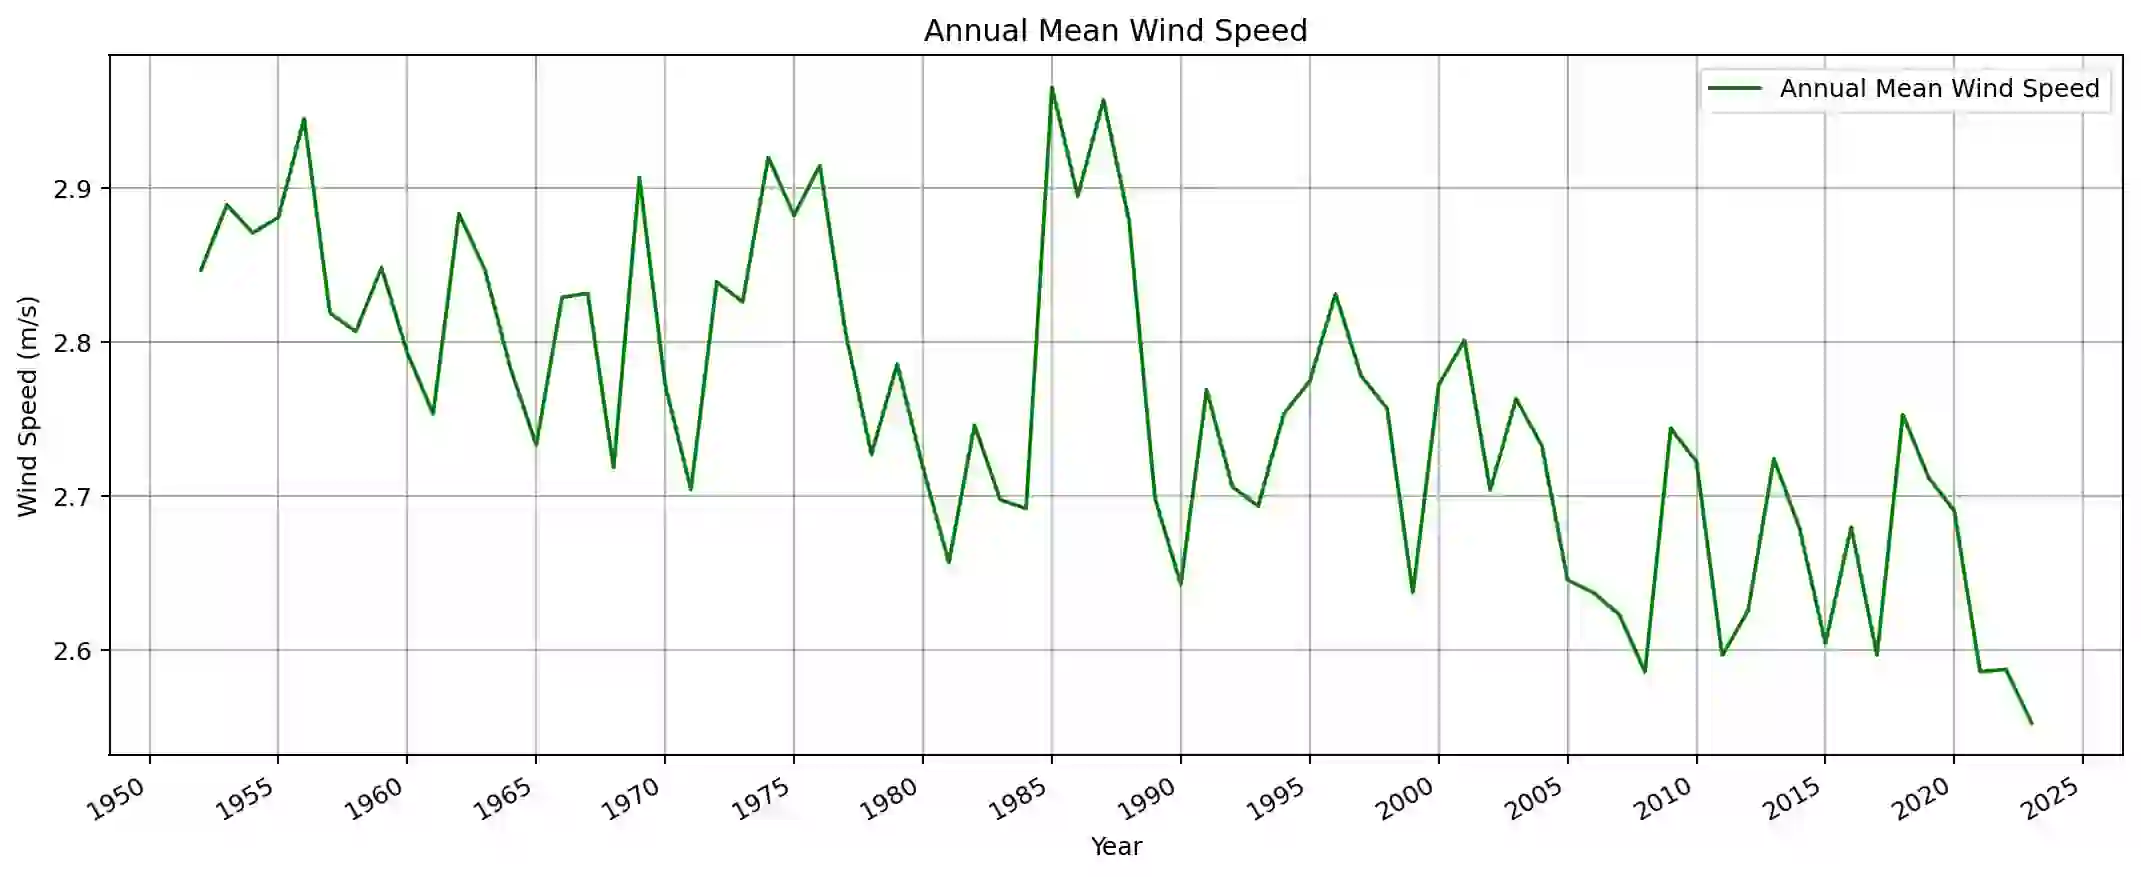 Annual Mean Wind Speed
Annual Mean Wind Speed
2.9
2.8
2.7
2.6
Wind Speed (m/s)
1950 1955 1960 1965 1970 1975 1980 1985 1990 1995 2000 2005 2010 2015 2020 2025
Year